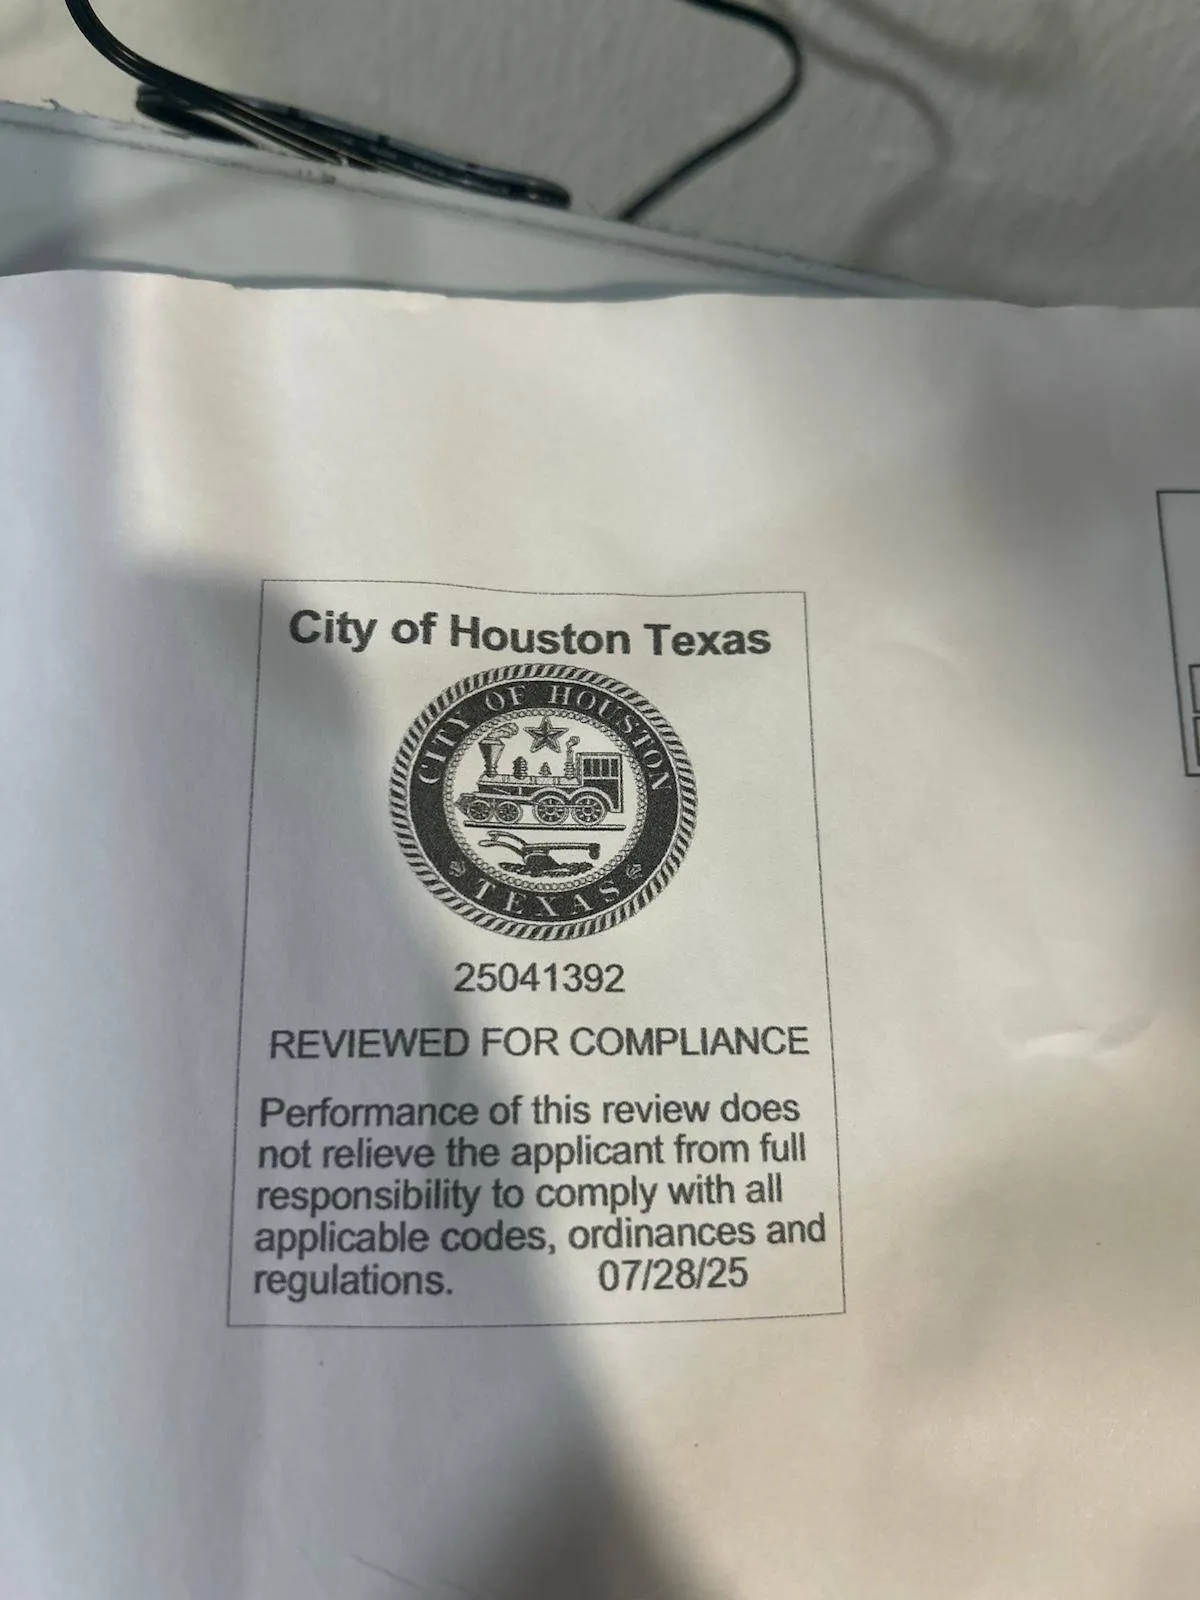 City of Houston Texas
CITY OF HOUSTON
TEXAS
25041392
REVIEWED FOR COMPLIANCE
Performance of this review does
not relieve the applicant from full
responsibility to comply with all
applicable codes, ordinances and
regulations. 07/28/25